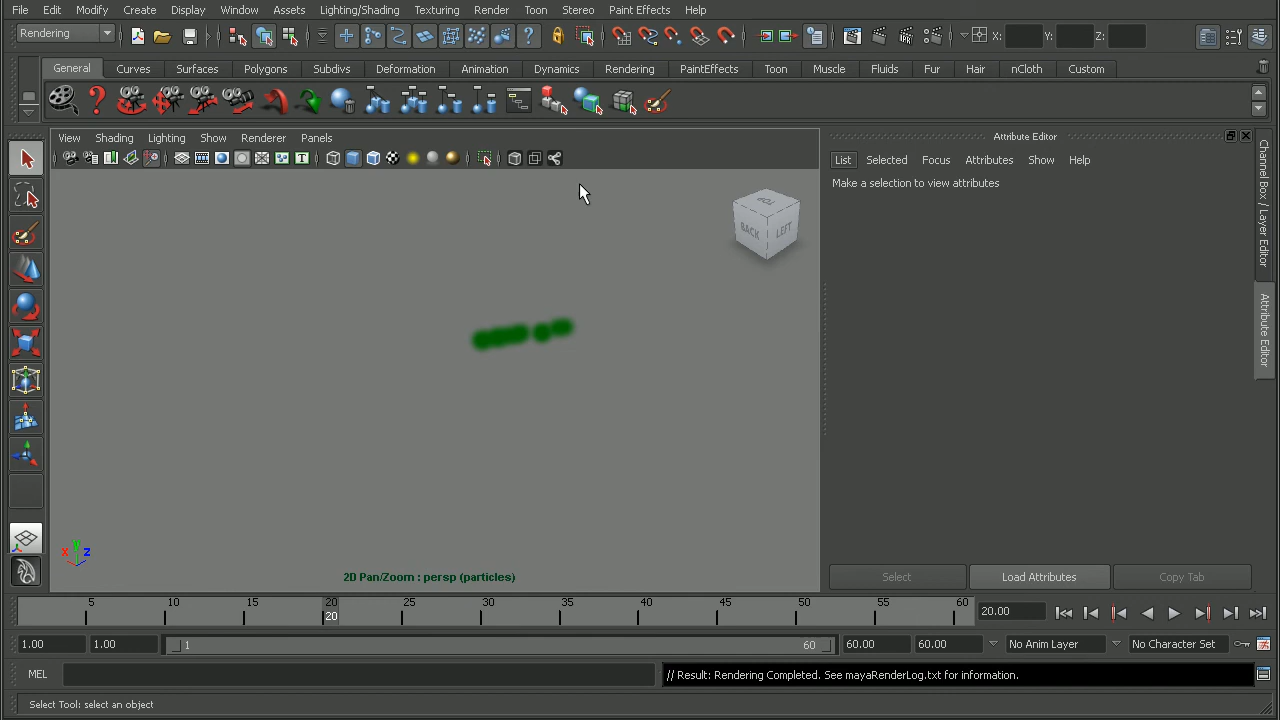 File Edit Modify Create Display Window Assets Lighting/Shading Texturing Render Toon Stereo Paint Effects Help
Rendering X: Y: Z:
General Curves Surfaces Polygons Subdivs Deformation Animation Dynamics Rendering PaintEffects Toon Muscle Fluids Fur Hair nCloth Custom
View Shading Lighting Show Renderer Panels
Attribute Editor
List Selected Focus Attributes Show Help
Make a selection to view attributes
Channel Box / Layer Editor
Attribute Editor
TOP
BACK LEFT
X Y Z
2D Pan/Zoom : persp (particles)
Select Load Attributes Copy Tab
5 10 15 20 25 30 35 40 45 50 55 60
20 20.00
1.00 1.00 1 60 60.00 60.00 No Anim Layer No Character Set
MEL // Result: Rendering Completed. See mayaRenderLog.txt for information.
Select Tool: select an object